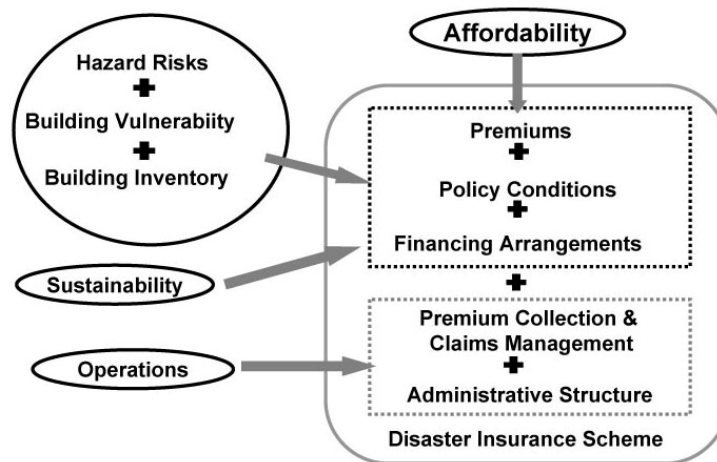 Affordability
Hazard Risks
Building Vulnerabiity
Building Inventory
Premiums
Policy Conditions
Financing Arrangements
Sustainability
Premium Collection &
Claims Management
Operations
Administrative Structure
Disaster Insurance Scheme